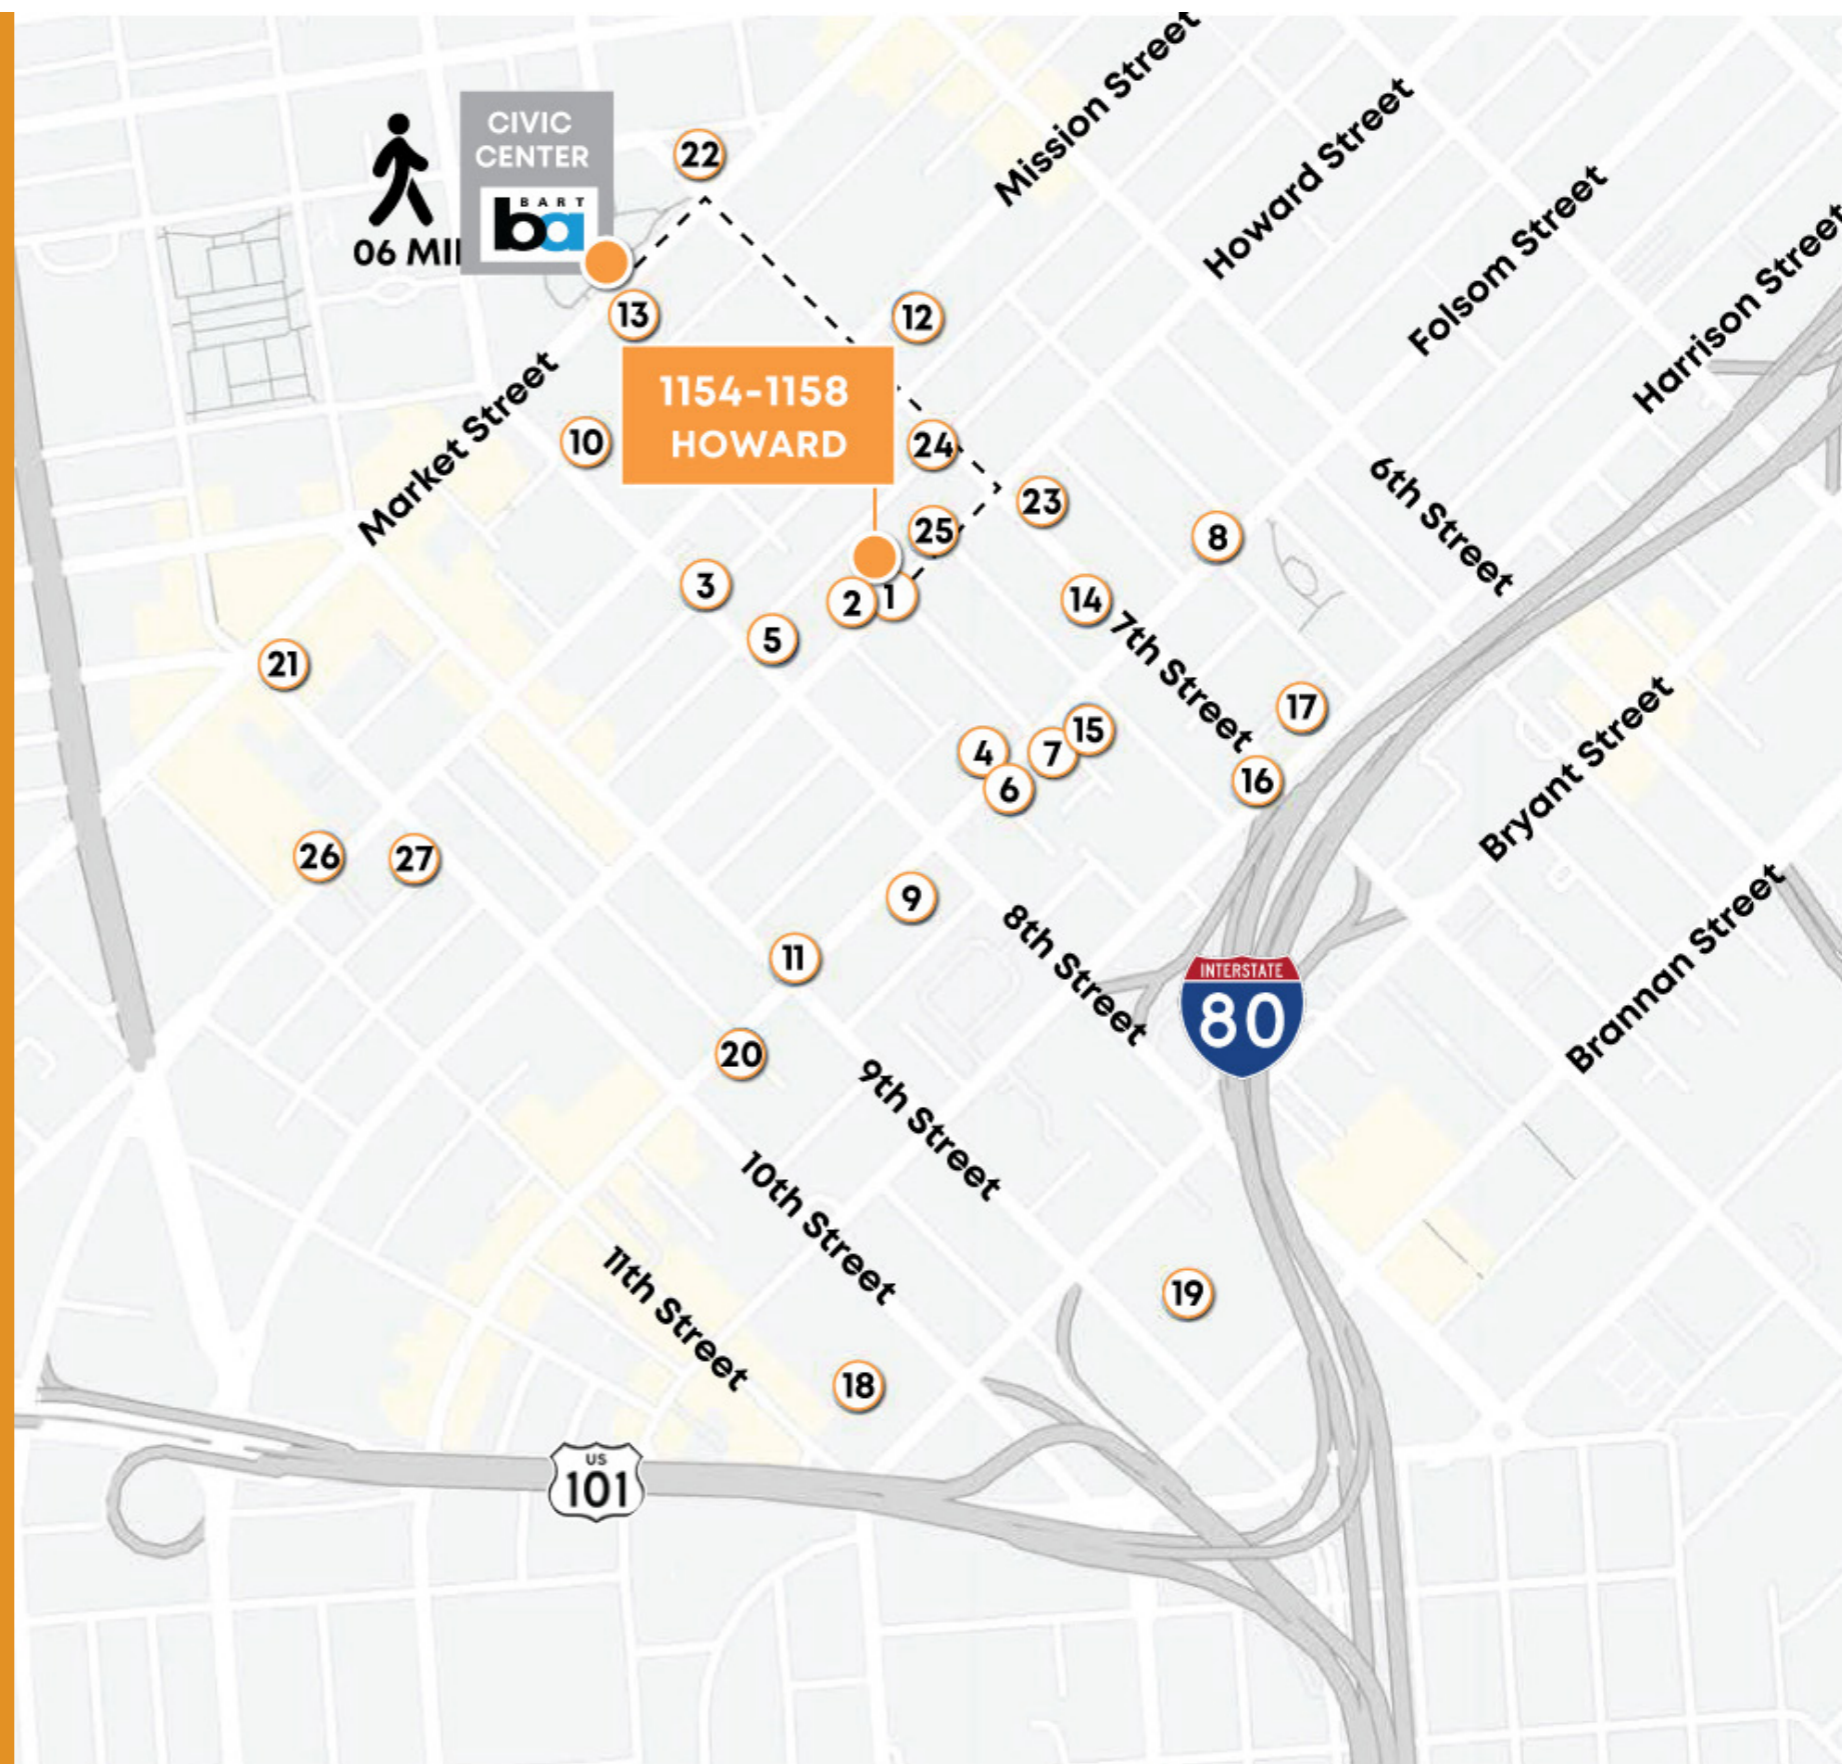 CIVIC
CENTER
BART
ba
06 MI
22
13
12
1154-1158
HOWARD
10
24
25
23
8
3
5
2
1
14
21
4
7
15
6
17
16
26
27
9
11
20
19
18
Mission Street
Howard Street
Folsom Street
Harrison Street
Market Street
6th Street
7th Street
Bryant Street
Brannan Street
8th Street
9th Street
10th Street
11th Street
INTERSTATE
80
US
101